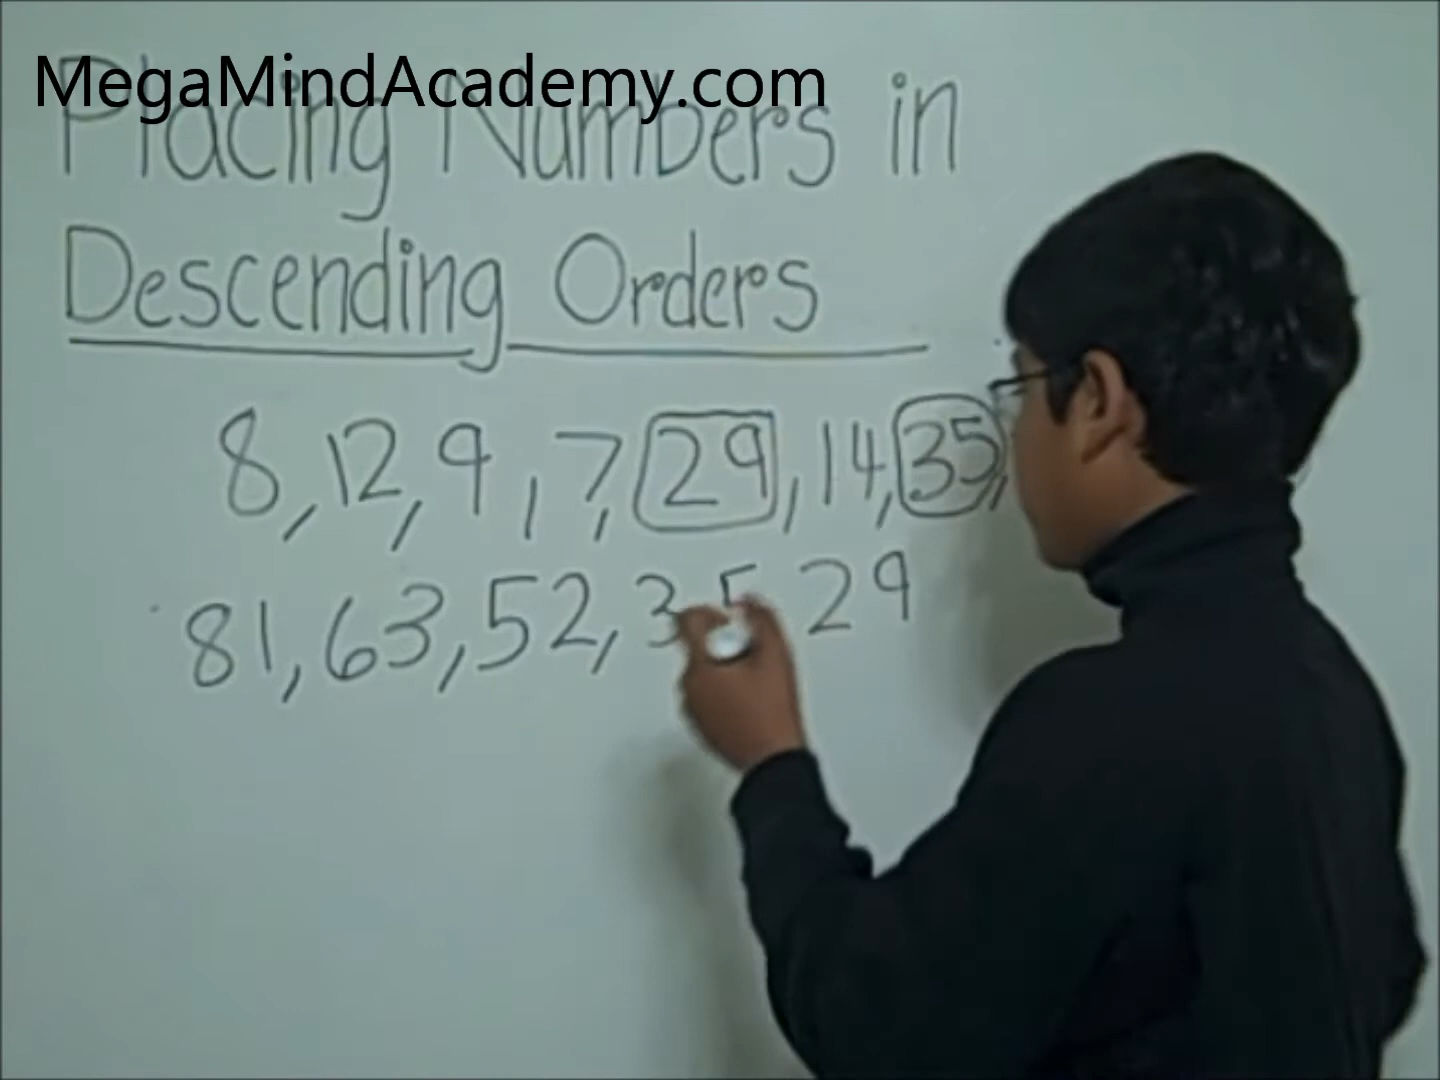 MegaMindAcademy.com
Placing Numbers in
Descending Orders
8, 12, 9, 7, 29, 14, 35,
81, 63, 52, 35 29